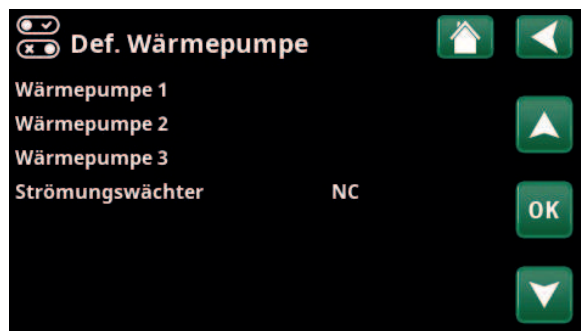 Def. Wärmepumpe
Wärmepumpe 1
Wärmepumpe 2
Wärmepumpe 3
Strömungswächter NC
OK